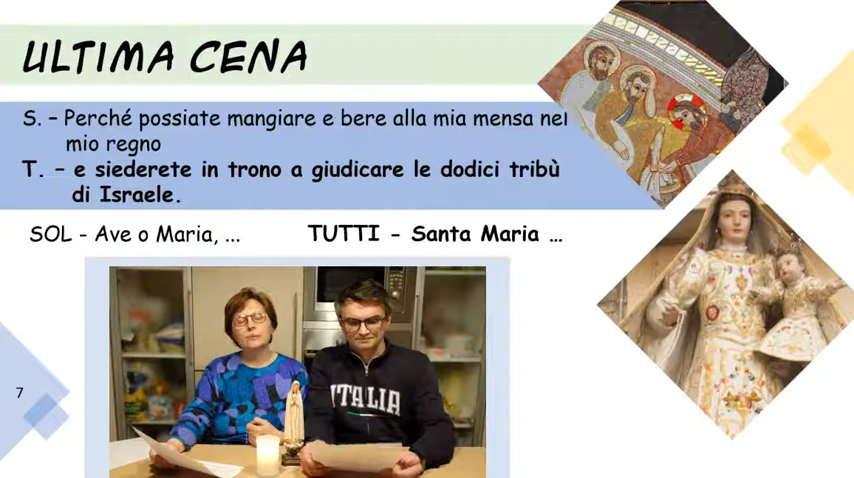 ULTIMA CENA
S. – Perché possiate mangiare e bere alla mia mensa nel
mio regno
T. – e siederete in trono a giudicare le dodici tribù
di Israele.
SOL - Ave o Maria, ... TUTTI - Santa Maria ...
ITALIA
7